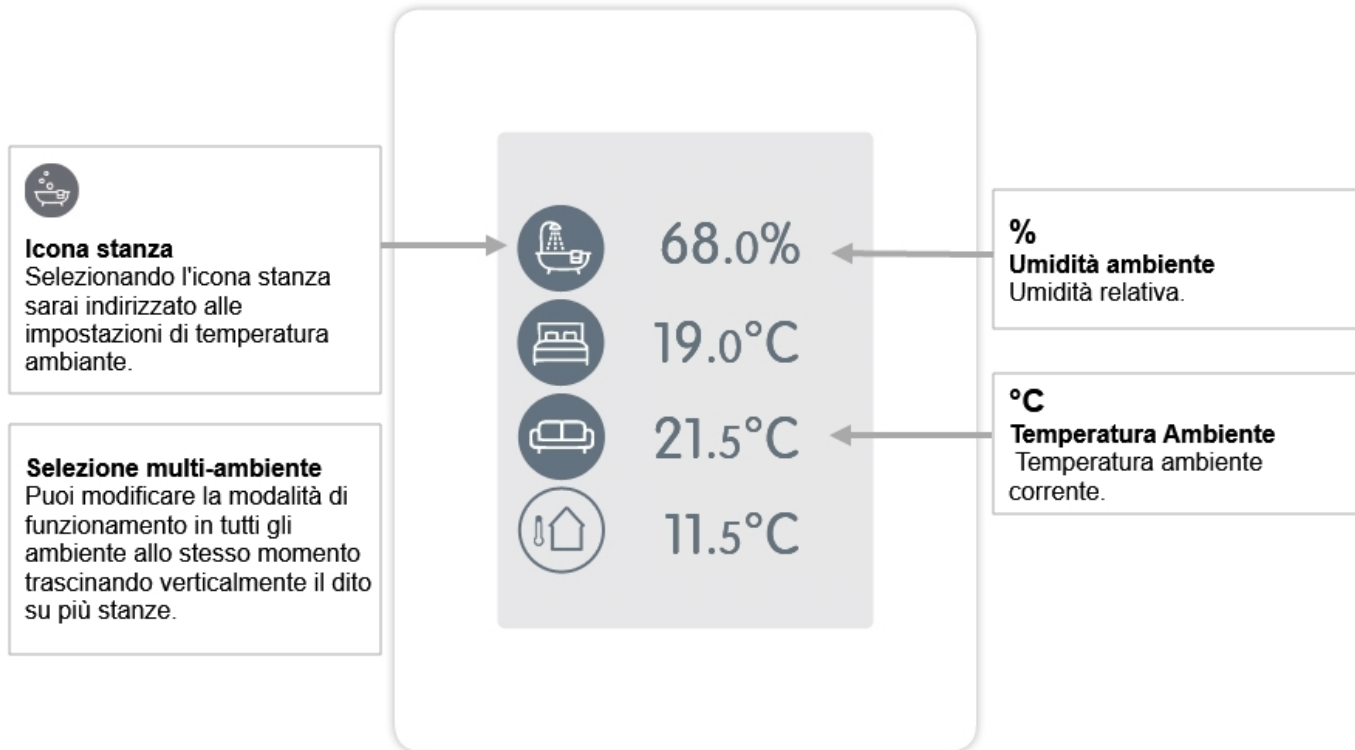 Icona stanza
Selezionando l'icona stanza
sarai indirizzato alle
impostazioni di temperatura
ambiante.
Selezione multi-ambiente
Puoi modificare la modalità di
funzionamento in tutti gli
ambiente allo stesso momento
trascinando verticalmente il dito
su più stanze.
68.0%
19.0°C
21.5°C
11.5°C
%
Umidità ambiente
Umidità relativa.
°C
Temperatura Ambiente
Temperatura ambiente
corrente.